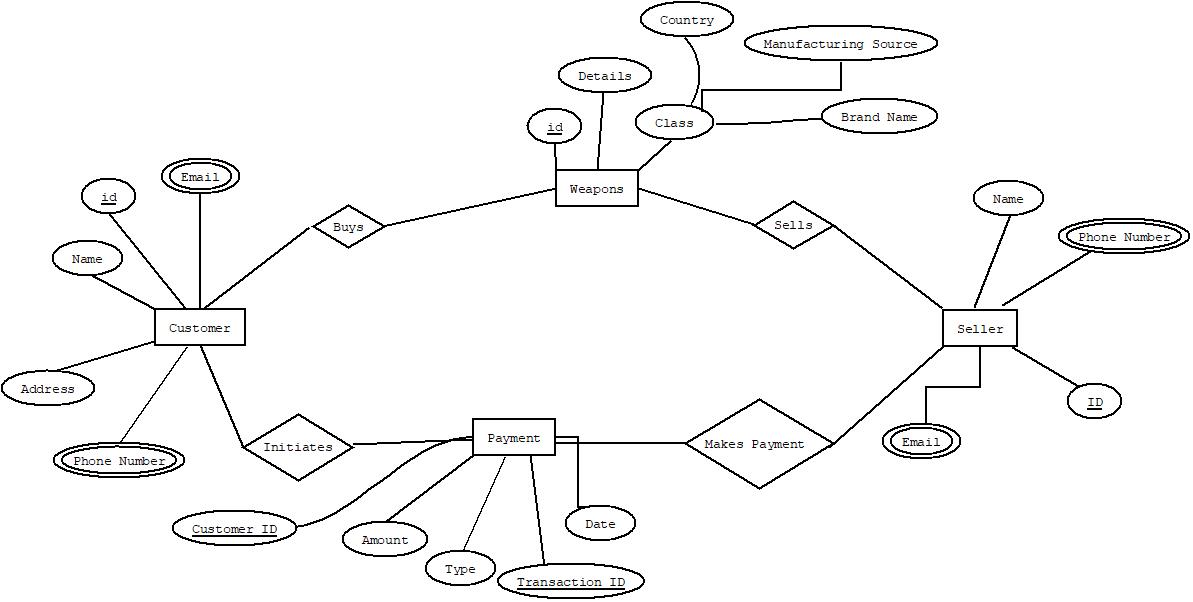 Country
Manufacturing Source
Details
Class
Brand Name
id
Email
Weapons
id
Name
Buys
Sells
Phone Number
Name
Customer
Seller
Address
ID
Payment
Email
Initiates
Makes Payment
Phone Number
Customer ID
Date
Amount
Type
Transaction ID